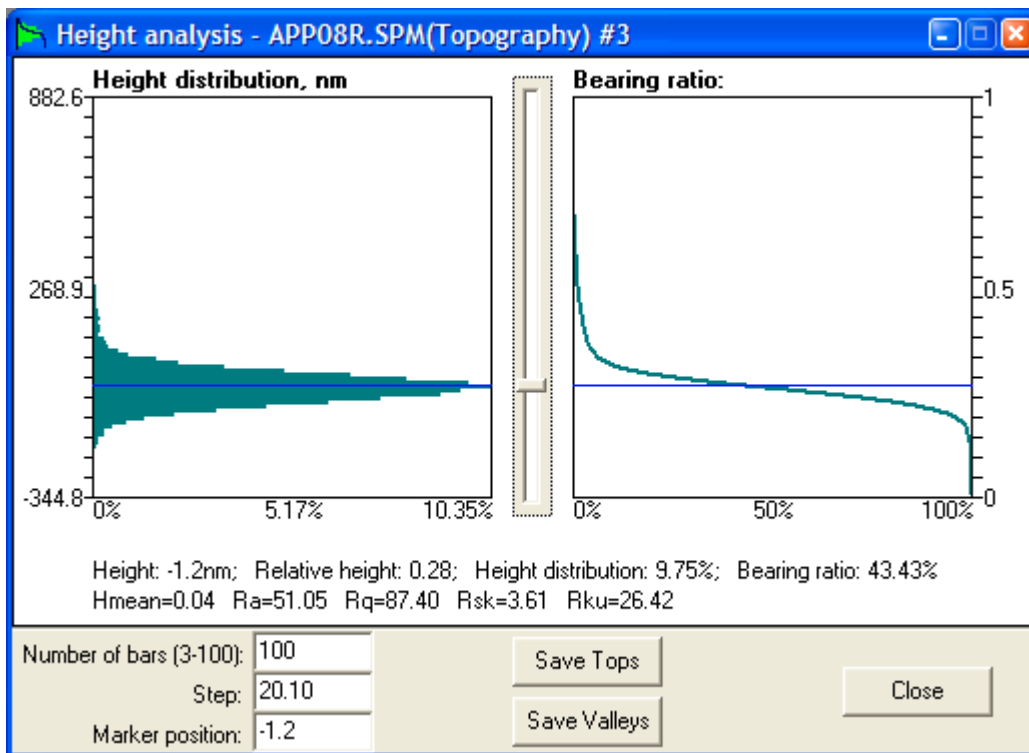 Height analysis - APP08R.SPM(Topography) #3
Height distribution, nm
Bearing ratio:
882.6
1
268.9
0.5
-344.8
0
0% 5.17% 10.35%
0% 50% 100%
Height: -1.2nm; Relative height: 0.28; Height distribution: 9.75%; Bearing ratio: 43.43%
Hmean=0.04 Ra=51.05 Rq=87.40 Rsk=3.61 Rku=26.42
Number of bars (3-100): 100
Step: 20.10
Marker position: -1.2
Save Tops
Save Valleys
Close